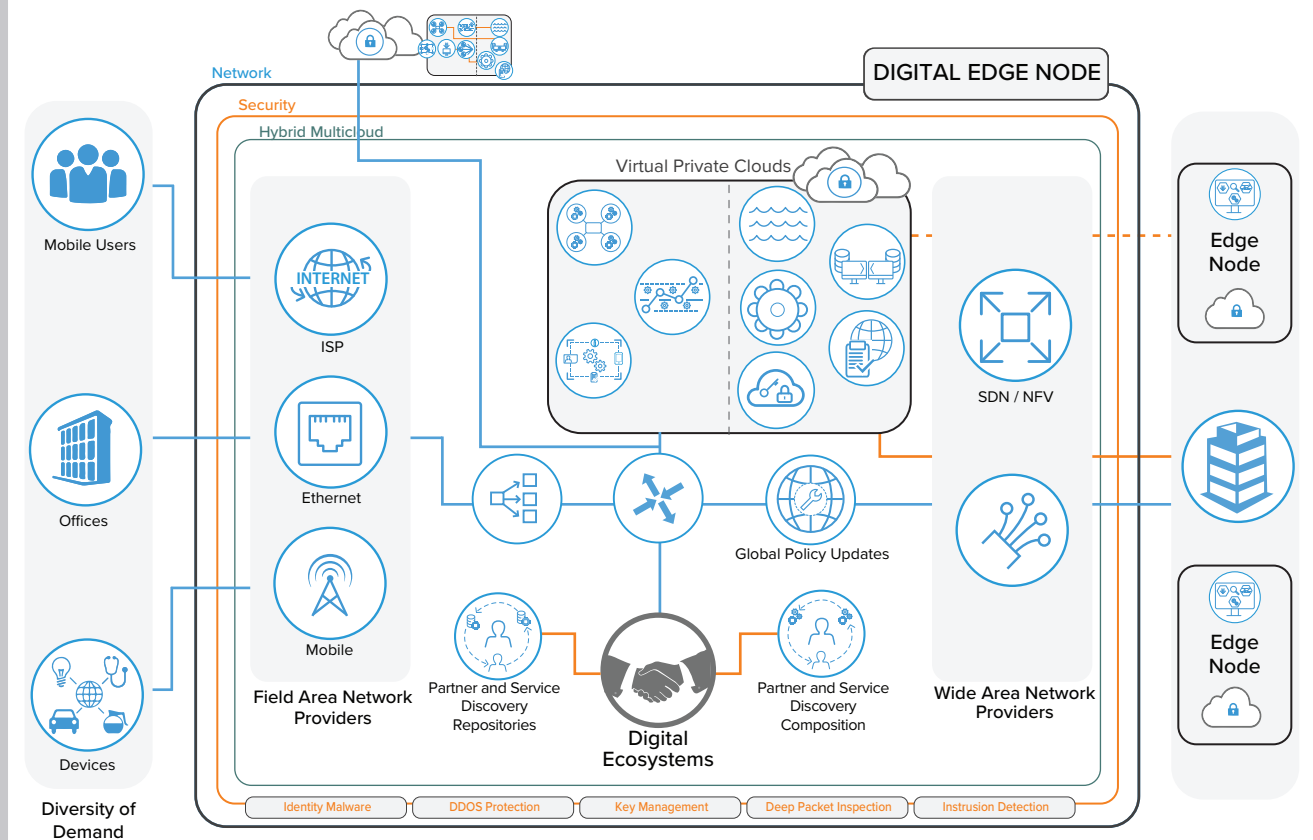 DIGITAL EDGE NODE
Network
Security
Hybrid Multicloud
Virtual Private Clouds
Mobile Users
Offices
Devices
Diversity of
Demand
INTERNET
ISP
Ethernet
Mobile
Field Area Network
Providers
Global Policy Updates
Partner and Service
Discovery
Repositories
Digital
Ecosystems
Partner and Service
Discovery
Composition
SDN / NFV
Wide Area Network
Providers
Edge
Node
Edge
Node
Identity Malware
DDOS Protection
Key Management
Deep Packet Inspection
Instrusion Detection